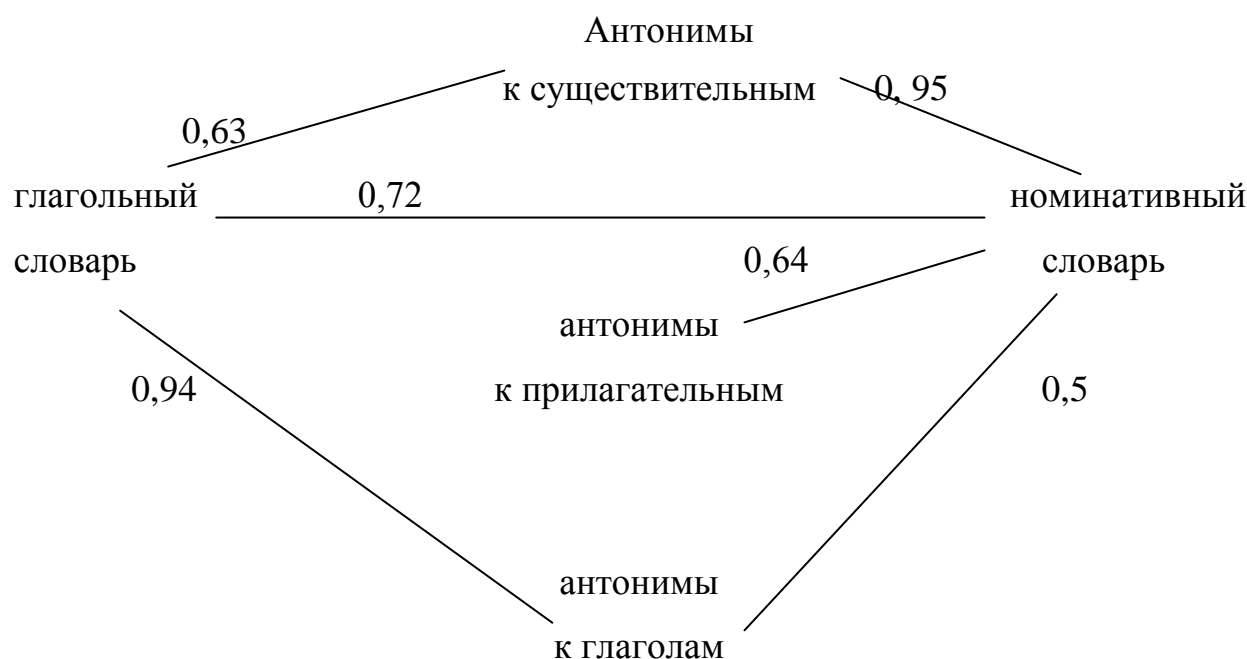 Антонимы
к существительным 0, 95
0,63
глагольный 0,72 номинативный
словарь 0,64 словарь
антонимы
0,94 к прилагательным 0,5
антонимы
к глаголам